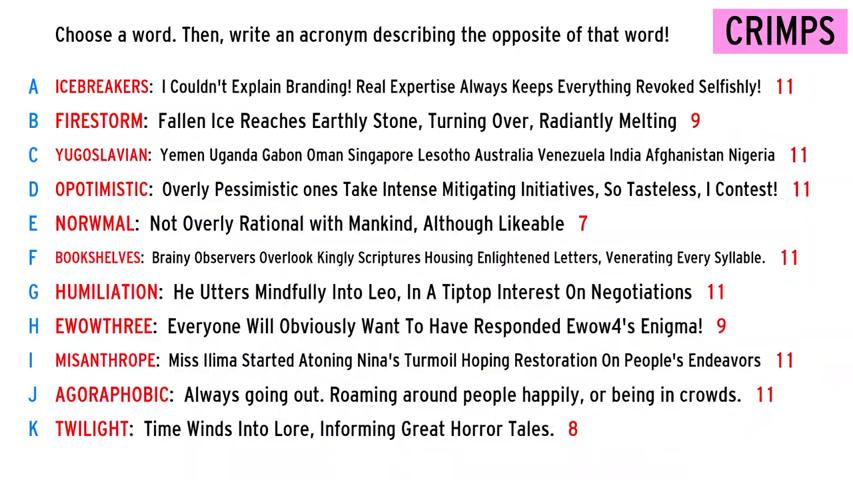 Choose a word. Then, write an acronym describing the opposite of that word!
CRIMPS
A ICEBREAKERS: I Couldn't Explain Branding! Real Expertise Always Keeps Everything Revoked Selfishly! 11
B FIRESTORM: Fallen Ice Reaches Earthly Stone, Turning Over, Radiantly Melting 9
C YUGOSLAVIAN: Yemen Uganda Gabon Oman Singapore Lesotho Australia Venezuela India Afghanistan Nigeria 11
D OPOTIMISTIC: Overly Pessimistic ones Take Intense Mitigating Initiatives, So Tasteless, I Contest! 11
E NORWMAL: Not Overly Rational with Mankind, Although Likeable 7
F BOOKSHELVES: Brainy Observers Overlook Kingly Scriptures Housing Enlightened Letters, Venerating Every Syllable. 11
G HUMILIATION: He Utters Mindfully Into Leo, In A Tiptop Interest On Negotiations 11
H EWOWTHREE: Everyone Will Obviously Want To Have Responded Ewow4's Enigma! 9
I MISANTHROPE: Miss Ilima Started Atoning Nina's Turmoil Hoping Restoration On People's Endeavors 11
J AGORAPHOBIC: Always going out. Roaming around people happily, or being in crowds. 11
K TWILIGHT: Time Winds Into Lore, Informing Great Horror Tales. 8